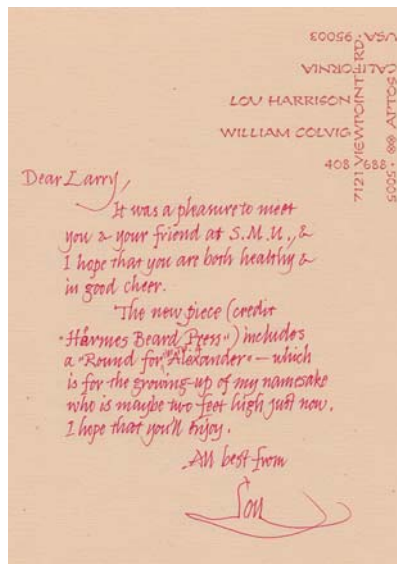 LOU HARRISON
WILLIAM COLVIG
7121 VIEWPOINT RD.
APTOS
CALIFORNIA
USA · 95003
408 · 688 · 5005
Dear Larry,
It was a pleasure to meet
you & your friend at S.M.U., &
I hope that you are both healthy &
in good cheer.
The new piece (credit
"Hermes Beard Press") includes
a "Round for Alexander" — which
is for the growing-up of my namesake
who is maybe two feet high just now.
I hope that you'll Enjoy.
All best from
Lou